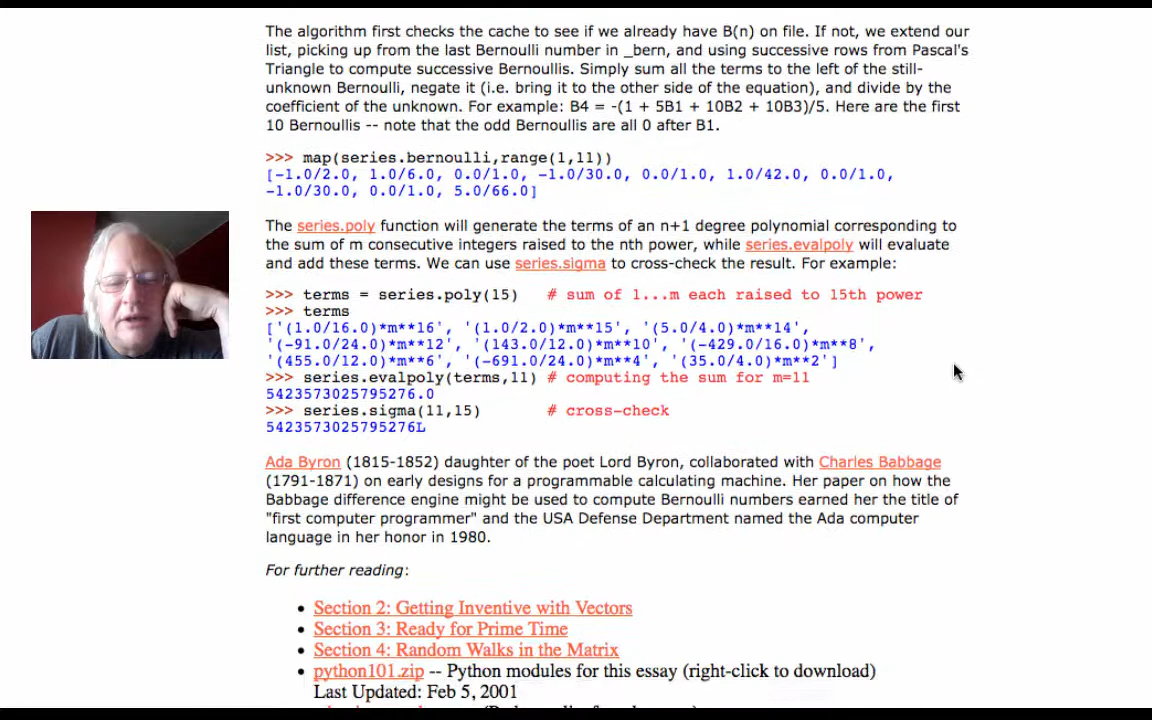 The algorithm first checks the cache to see if we already have B(n) on file. If not, we extend our
list, picking up from the last Bernoulli number in _bern, and using successive rows from Pascal's
Triangle to compute successive Bernoullis. Simply sum all the terms to the left of the still-
unknown Bernoulli, negate it (i.e. bring it to the other side of the equation), and divide by the
coefficient of the unknown. For example: B4 = -(1 + 5B1 + 10B2 + 10B3)/5. Here are the first
10 Bernoullis -- note that the odd Bernoullis are all 0 after B1.
>>> map(series.bernoulli,range(1,11))
[-1.0/2.0, 1.0/6.0, 0.0/1.0, -1.0/30.0, 0.0/1.0, 1.0/42.0, 0.0/1.0,
-1.0/30.0, 0.0/1.0, 5.0/66.0]
The series.poly function will generate the terms of an n+1 degree polynomial corresponding to
the sum of m consecutive integers raised to the nth power, while series.evalpoly will evaluate
and add these terms. We can use series.sigma to cross-check the result. For example:
>>> terms = series.poly(15) # sum of 1...m each raised to 15th power
>>> terms
['(1.0/16.0)*m**16', '(1.0/2.0)*m**15', '(5.0/4.0)*m**14',
'(-91.0/24.0)*m**12', '(143.0/12.0)*m**10', '(-429.0/16.0)*m**8',
'(455.0/12.0)*m**6', '(-691.0/24.0)*m**4', '(35.0/4.0)*m**2']
>>> series.evalpoly(terms,11) # computing the sum for m=11
5423573025795276.0
>>> series.sigma(11,15) # cross-check
5423573025795276L
Ada Byron (1815-1852) daughter of the poet Lord Byron, collaborated with Charles Babbage
(1791-1871) on early designs for a programmable calculating machine. Her paper on how the
Babbage difference engine might be used to compute Bernoulli numbers earned her the title of
"first computer programmer" and the USA Defense Department named the Ada computer
language in her honor in 1980.
For further reading:
• Section 2: Getting Inventive with Vectors
• Section 3: Ready for Prime Time
• Section 4: Random Walks in the Matrix
• python101.zip -- Python modules for this essay (right-click to download)
Last Updated: Feb 5, 2001